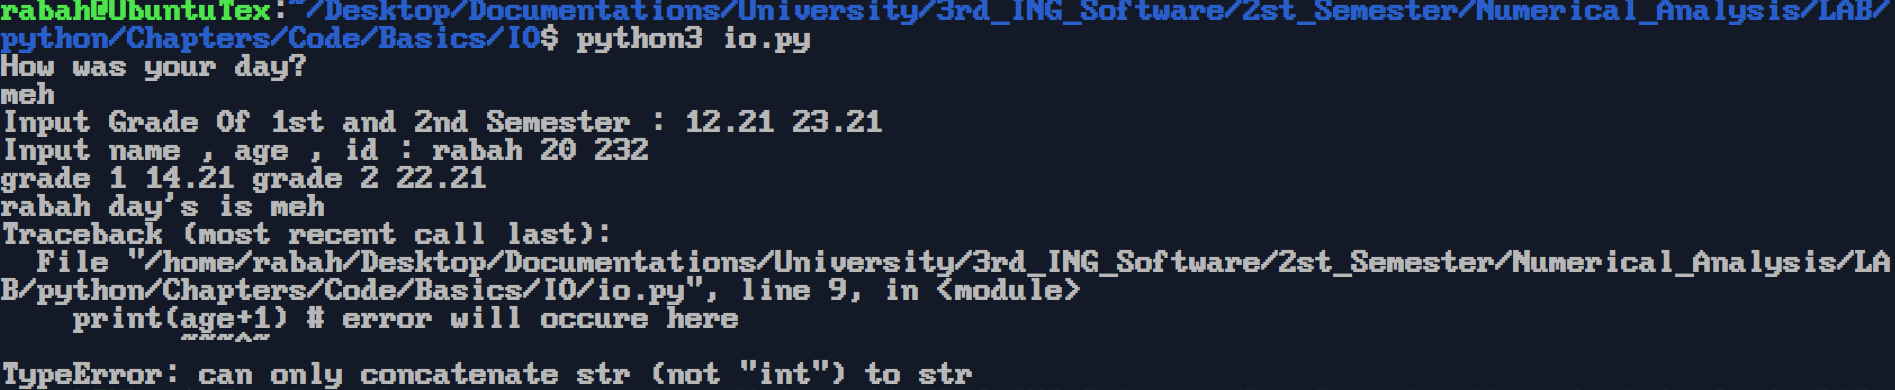 rabah@UbuntuTex:~/Desktop/Documentations/University/3rd_ING_Software/2st_Semester/Numerical_Analysis/LAB/
python/Chapters/Code/Basics/IO$ python3 io.py
How was your day?
meh
Input Grade Of 1st and 2nd Semester : 12.21 23.21
Input name , age , id : rabah 20 232
grade 1 14.21 grade 2 22.21
rabah day's is meh
Traceback (most recent call last):
  File "/home/rabah/Desktop/Documentations/University/3rd_ING_Software/2st_Semester/Numerical_Analysis/LA
B/python/Chapters/Code/Basics/IO/io.py", line 9, in <module>
    print(age+1) # error will occure here
          ~~~^~
TypeError: can only concatenate str (not "int") to str